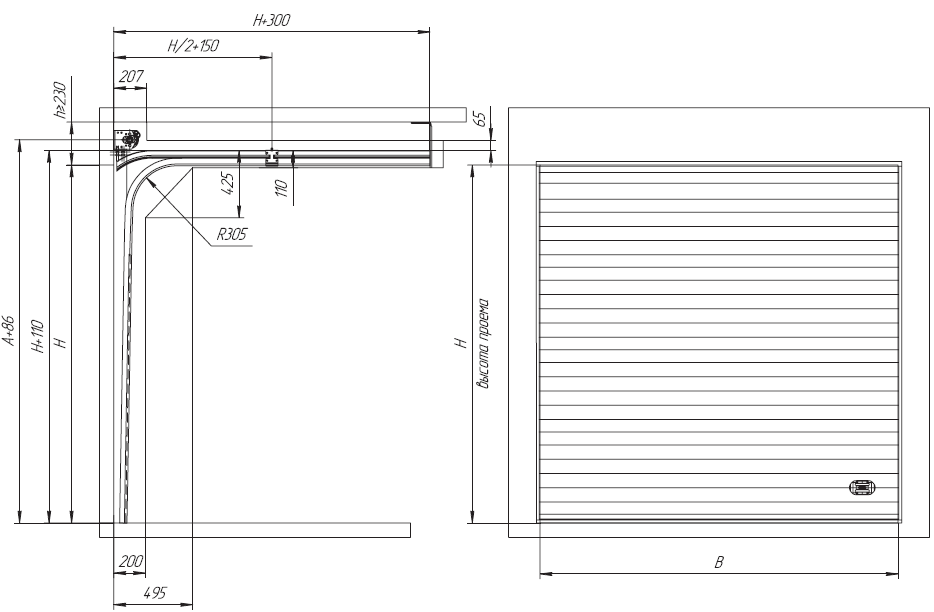 H+300
H/2+150
207
h≥230
65
425
110
R305
A+86
H+110
H
H
высота проема
200
495
B